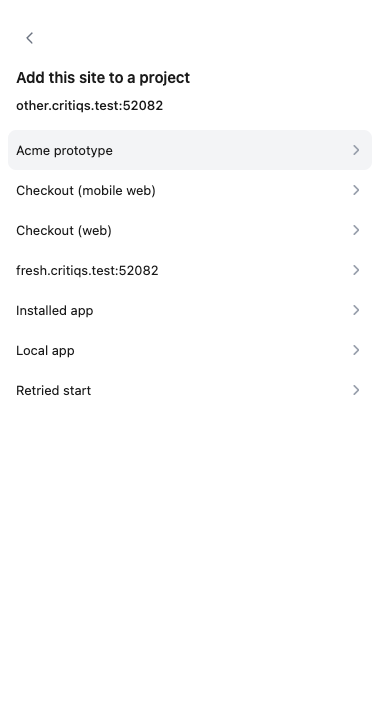 Add this site to a project
other.critiqs.test:52082
Acme prototype
Checkout (mobile web)
Checkout (web)
fresh.critiqs.test:52082
Installed app
Local app
Retried start